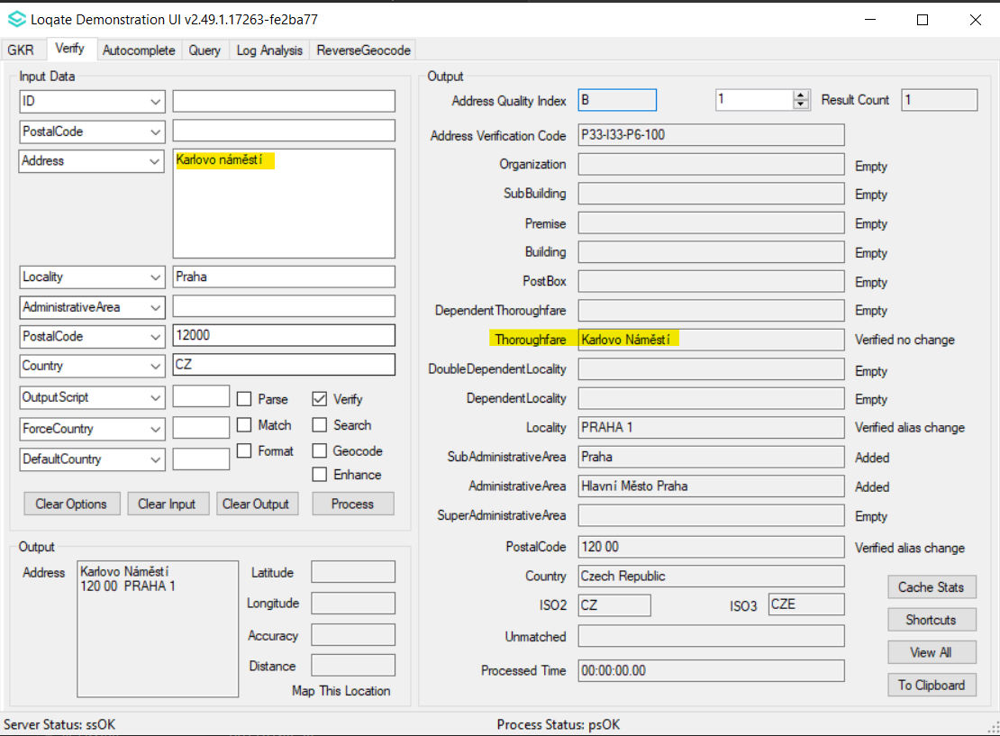 Loqate Demonstration UI v2.49.1.17263-fe2ba77
GKR Verify Autocomplete Query Log Analysis ReverseGeocode
Input Data
ID
PostalCode
Address Karlovo náměstí
Locality Praha
AdministrativeArea
PostalCode 12000
Country CZ
OutputScript Parse Verify
ForceCountry Match Search
DefaultCountry Format Geocode
Enhance
Clear Options Clear Input Clear Output Process
Output
Address Karlovo Náměstí
120 00 PRAHA 1
Latitude
Longitude
Accuracy
Distance
Map This Location
Output
Address Quality Index B 1 Result Count 1
Address Verification Code P33-I33-P6-100
Organization Empty
SubBuilding Empty
Premise Empty
Building Empty
PostBox Empty
DependentThoroughfare Empty
Thoroughfare Karlovo Náměstí Verified no change
DoubleDependentLocality Empty
DependentLocality Empty
Locality PRAHA 1 Verified alias change
SubAdministrativeArea Praha Added
AdministrativeArea Hlavní Město Praha Added
SuperAdministrativeArea Empty
PostalCode 120 00 Verified alias change
Country Czech Republic
ISO2 CZ ISO3 CZE
Unmatched
Processed Time 00:00:00.00
Cache Stats
Shortcuts
View All
To Clipboard
Server Status: ssOK Process Status: psOK